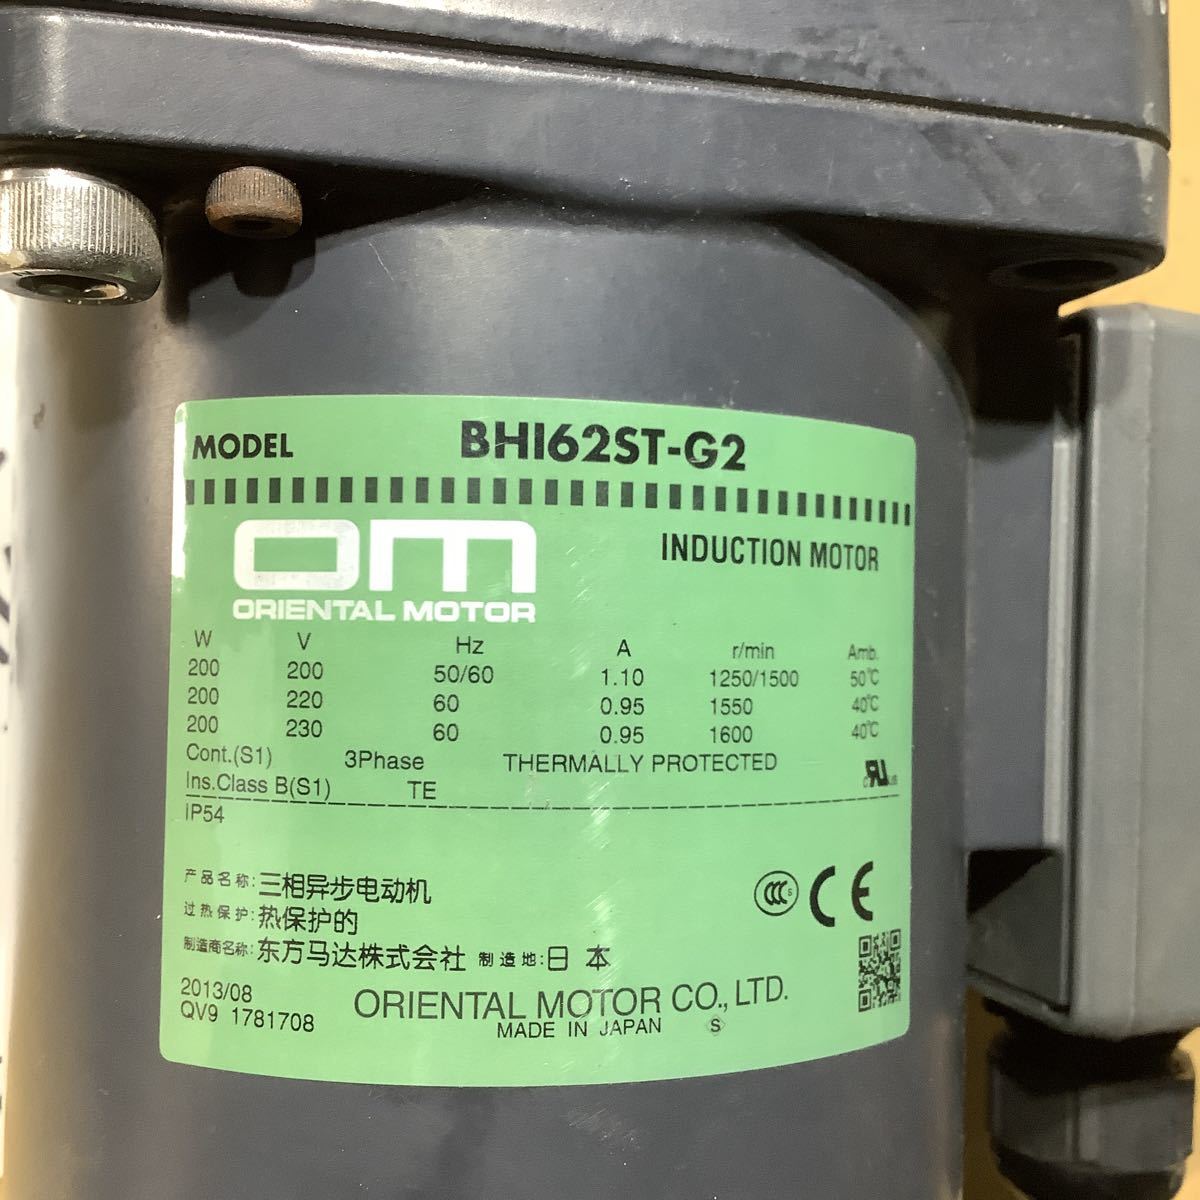 MODEL BHI62ST-G2
OM
ORIENTAL MOTOR
INDUCTION MOTOR
W V Hz A r/min Amb.
200 200 50/60 1.10 1250/1500 50℃
200 220 60 0.95 1550 40℃
200 230 60 0.95 1600 40℃
Cont.(S1) 3Phase THERMALLY PROTECTED
Ins.Class B(S1) TE
c RU us
IP54
产品名称: 三相异步电动机
过热保护: 热保护的
CCC S CE
制造商名称: 东方马达株式会社 制造地: 日本
2013/08
QV9 1781708
ORIENTAL MOTOR CO., LTD.
MADE IN JAPAN S